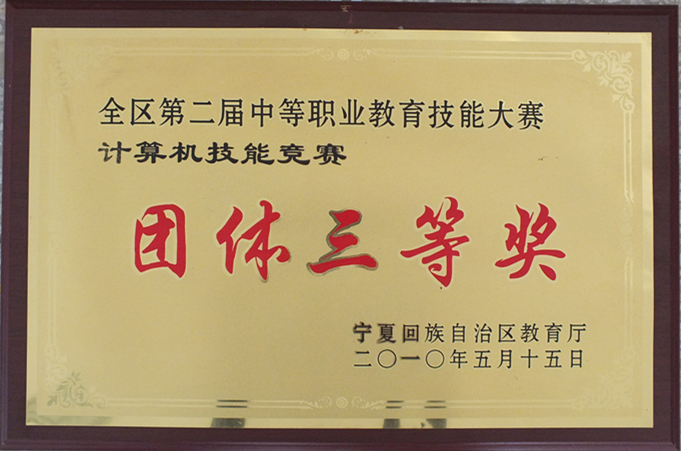 全区第二届中等职业教育技能大赛
计算机技能竞赛
团体三等奖
宁夏回族自治区教育厅
二〇一〇年五月十五日